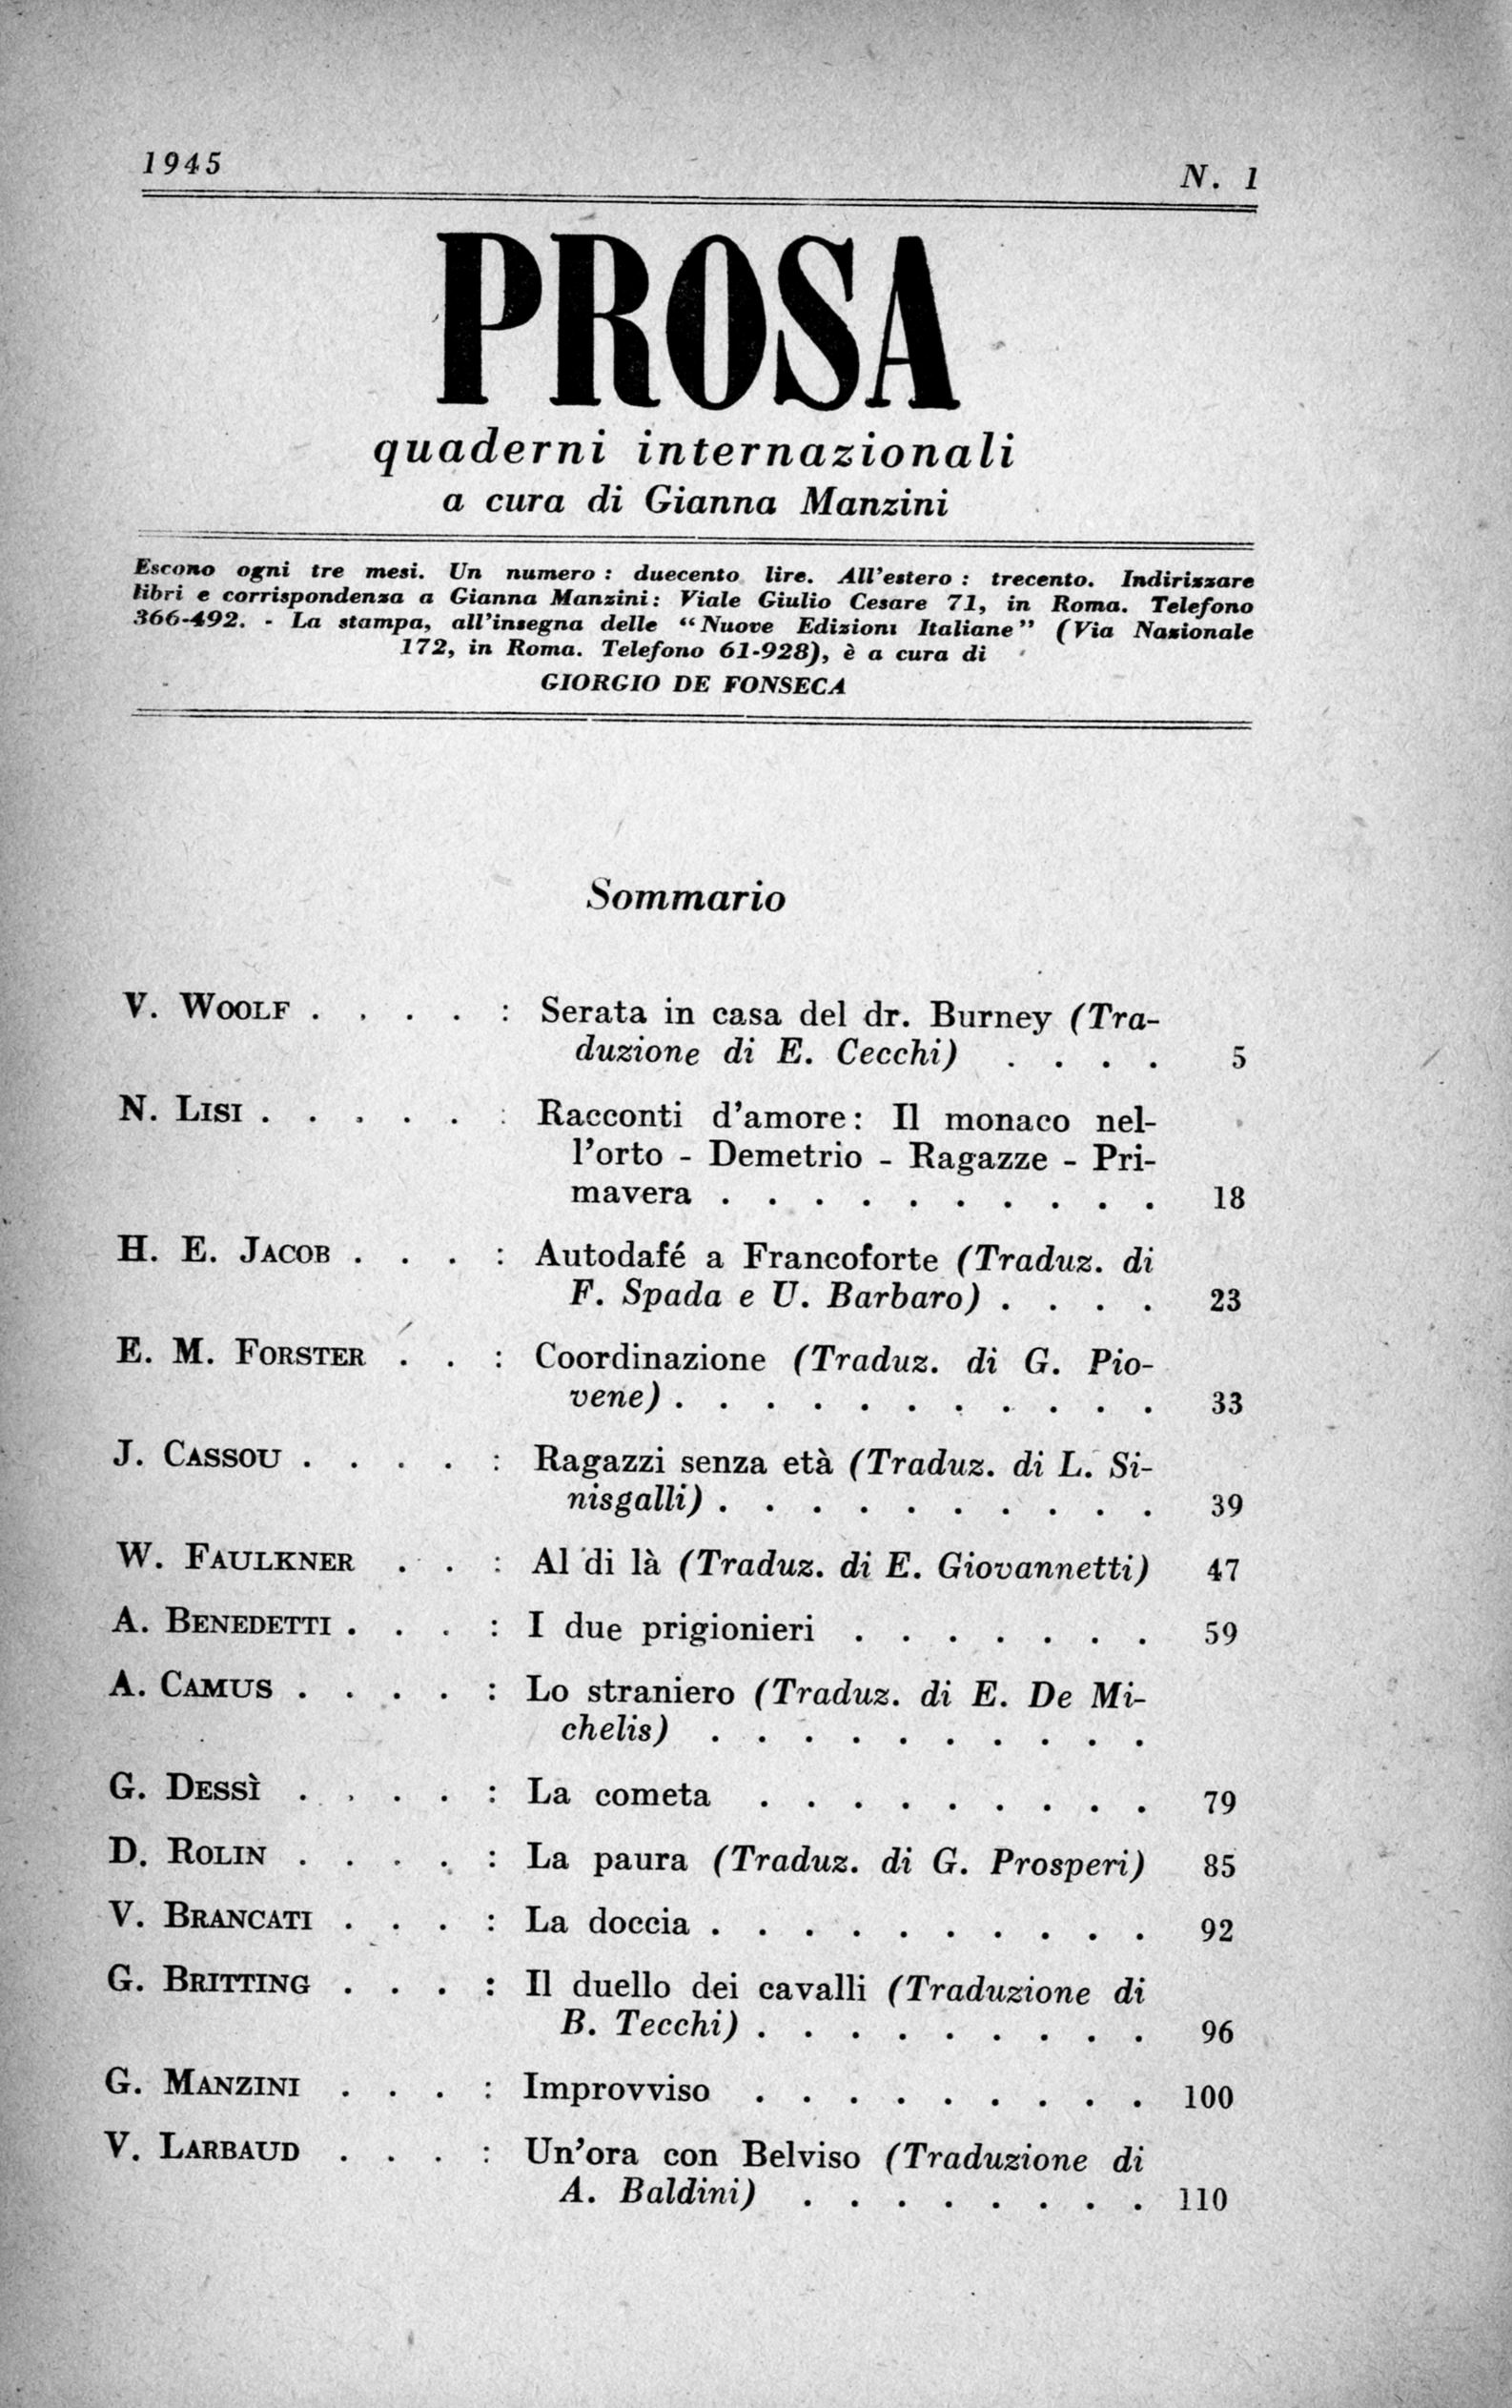 1945 N. 1
PROSA
quaderni internazionali
a cura di Gianna Manzini
Escono ogni tre mesi. Un numero : duecento lire. All'estero : trecento. Indirizzare
libri e corrispondenza a Gianna Manzini: Viale Giulio Cesare 71, in Roma. Telefono
366-492. - La stampa, all'insegna delle “Nuove Edizioni Italiane” (Via Nazionale
172, in Roma. Telefono 61-928), è a cura di
GIORGIO DE FONSECA
Sommario
V. WOOLF . . . . : Serata in casa del dr. Burney (Tra-
duzione di E. Cecchi) . . . . 5
N. LISI . . . . . : Racconti d'amore: Il monaco nel-
l'orto - Demetrio - Ragazze - Pri-
mavera . . . . . . . . . . 18
H. E. JACOB . . . : Autodafé a Francoforte (Traduz. di
F. Spada e U. Barbaro) . . . . 23
E. M. FORSTER . . : Coordinazione (Traduz. di G. Pio-
vene) . . . . . . . . . . . 33
J. CASSOU . . . . : Ragazzi senza età (Traduz. di L. Si-
nisgalli) . . . . . . . . . . 39
W. FAULKNER . . : Al di là (Traduz. di E. Giovannetti) 47
A. BENEDETTI . . . : I due prigionieri . . . . . . . 59
A. CAMUS . . . . : Lo straniero (Traduz. di E. De Mi-
chelis) . . . . . . . . . .
G. DESSÌ . . . . : La cometa . . . . . . . . . 79
D. ROLIN . . . . : La paura (Traduz. di G. Prosperi) 85
V. BRANCATI . . . : La doccia . . . . . . . . . . 92
G. BRITTING . . . : Il duello dei cavalli (Traduzione di
B. Tecchi) . . . . . . . . . 96
G. MANZINI . . . : Improvviso . . . . . . . . . 100
V. LARBAUD . . . : Un'ora con Belviso (Traduzione di
A. Baldini) . . . . . . . . 110